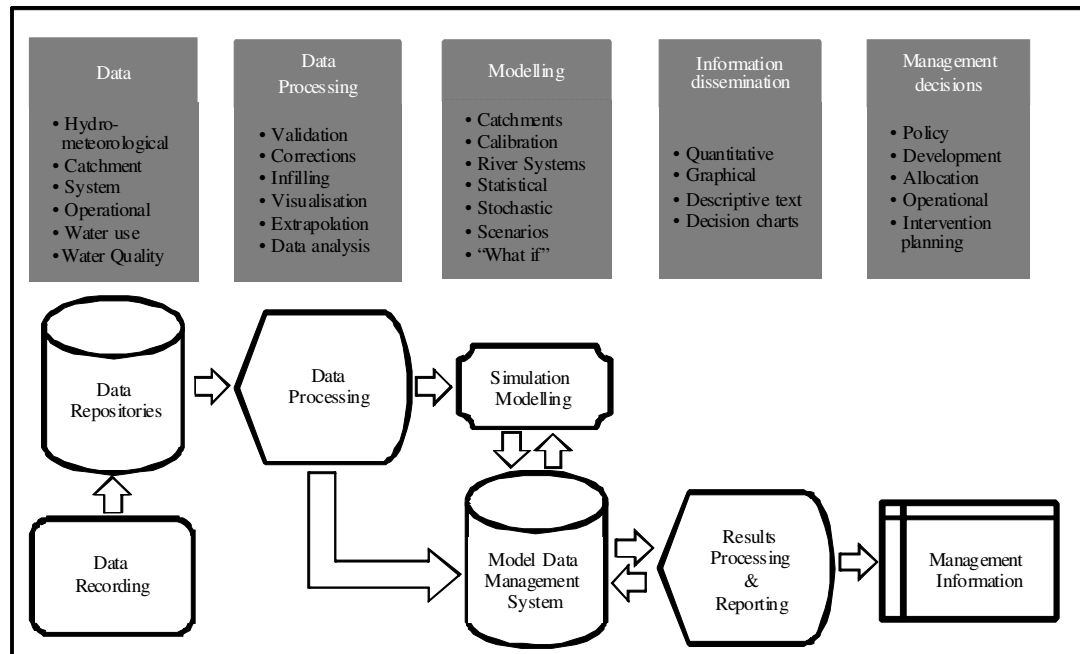 Data
• Hydro-
meteorological
• Catchment
• System
• Operational
• Water use
• Water Quality
Data
Processing
• Validation
• Corrections
• Infilling
• Visualisation
• Extrapolation
• Data analysis
Modelling
• Catchments
• Calibration
• River Systems
• Statistical
• Stochastic
• Scenarios
• “What if”
Information
dissemination
• Quantitative
• Graphical
• Descriptive text
• Decision charts
Management
decisions
• Policy
• Development
• Allocation
• Operational
• Intervention
planning
Data
Repositories
Data
Processing
Simulation
Modelling
Data
Recording
Model Data
Management
System
Results
Processing
&
Reporting
Management
Information